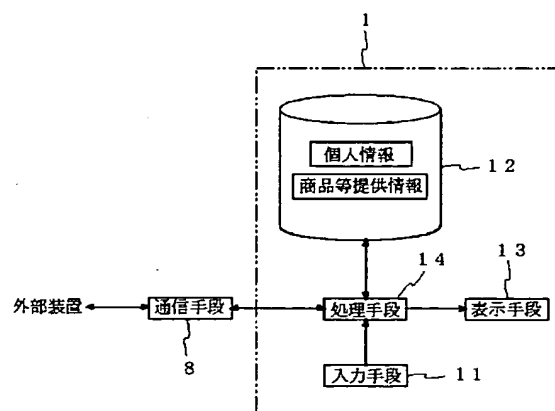 1
個人情報
商品等提供情報
12
14
13
外部装置
通信手段
処理手段
表示手段
8
入力手段
11